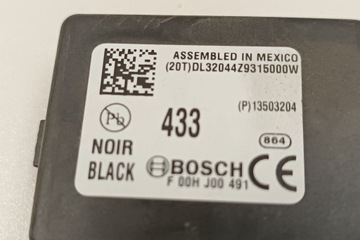 ASSEMBLED IN MEXICO
(20T)DL32044Z9315000W
(P)13503204
Pb
433
864
NOIR
BLACK
BOSCH
CE
F 00H J00 491